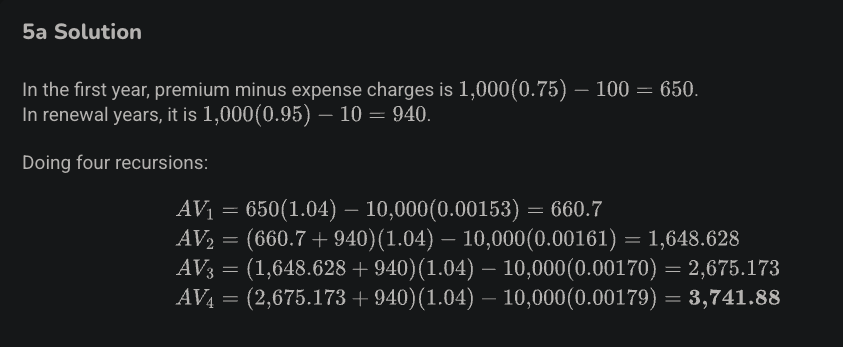 5a Solution
In the first year, premium minus expense charges is 1,000(0.75) − 100 = 650.
In renewal years, it is 1,000(0.95) − 10 = 940.
Doing four recursions:
AV₁ = 650(1.04) − 10,000(0.00153) = 660.7
AV₂ = (660.7 + 940)(1.04) − 10,000(0.00161) = 1,648.628
AV₃ = (1,648.628 + 940)(1.04) − 10,000(0.00170) = 2,675.173
AV₄ = (2,675.173 + 940)(1.04) − 10,000(0.00179) = 3,741.88